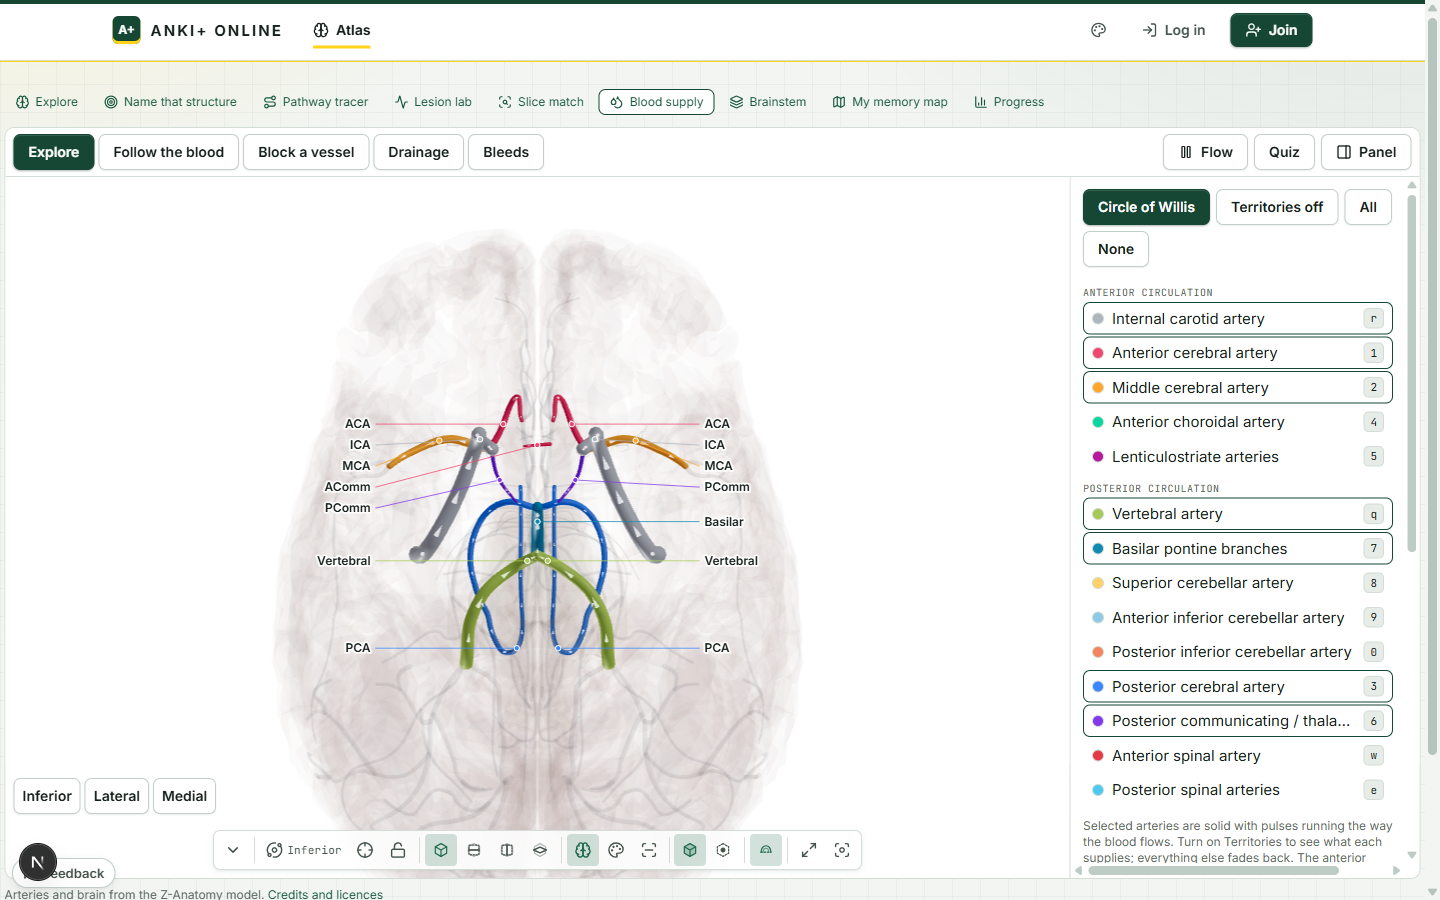 A+ ANKI+ ONLINE Atlas Log in Join
Explore Name that structure Pathway tracer Lesion lab Slice match Blood supply Brainstem My memory map Progress
Explore Follow the blood Block a vessel Drainage Bleeds Flow Quiz Panel
Circle of Willis Territories off All
None
ANTERIOR CIRCULATION
Internal carotid artery r
Anterior cerebral artery 1
Middle cerebral artery 2
Anterior choroidal artery 4
Lenticulostriate arteries 5
POSTERIOR CIRCULATION
Vertebral artery q
Basilar pontine branches 7
Superior cerebellar artery 8
Anterior inferior cerebellar artery 9
Posterior inferior cerebellar artery 0
Posterior cerebral artery 3
Posterior communicating / thala... 6
Anterior spinal artery w
Posterior spinal arteries e
Selected arteries are solid with pulses running the way
the blood flows. Turn on Territories to see what each
supplies; everything else fades back. The anterior
ACA ACA
ICA ICA
MCA MCA
AComm PComm
PComm
Basilar
Vertebral Vertebral
PCA PCA
Inferior Lateral Medial
Inferior
N eedback
Arteries and brain from the Z-Anatomy model. Credits and licences